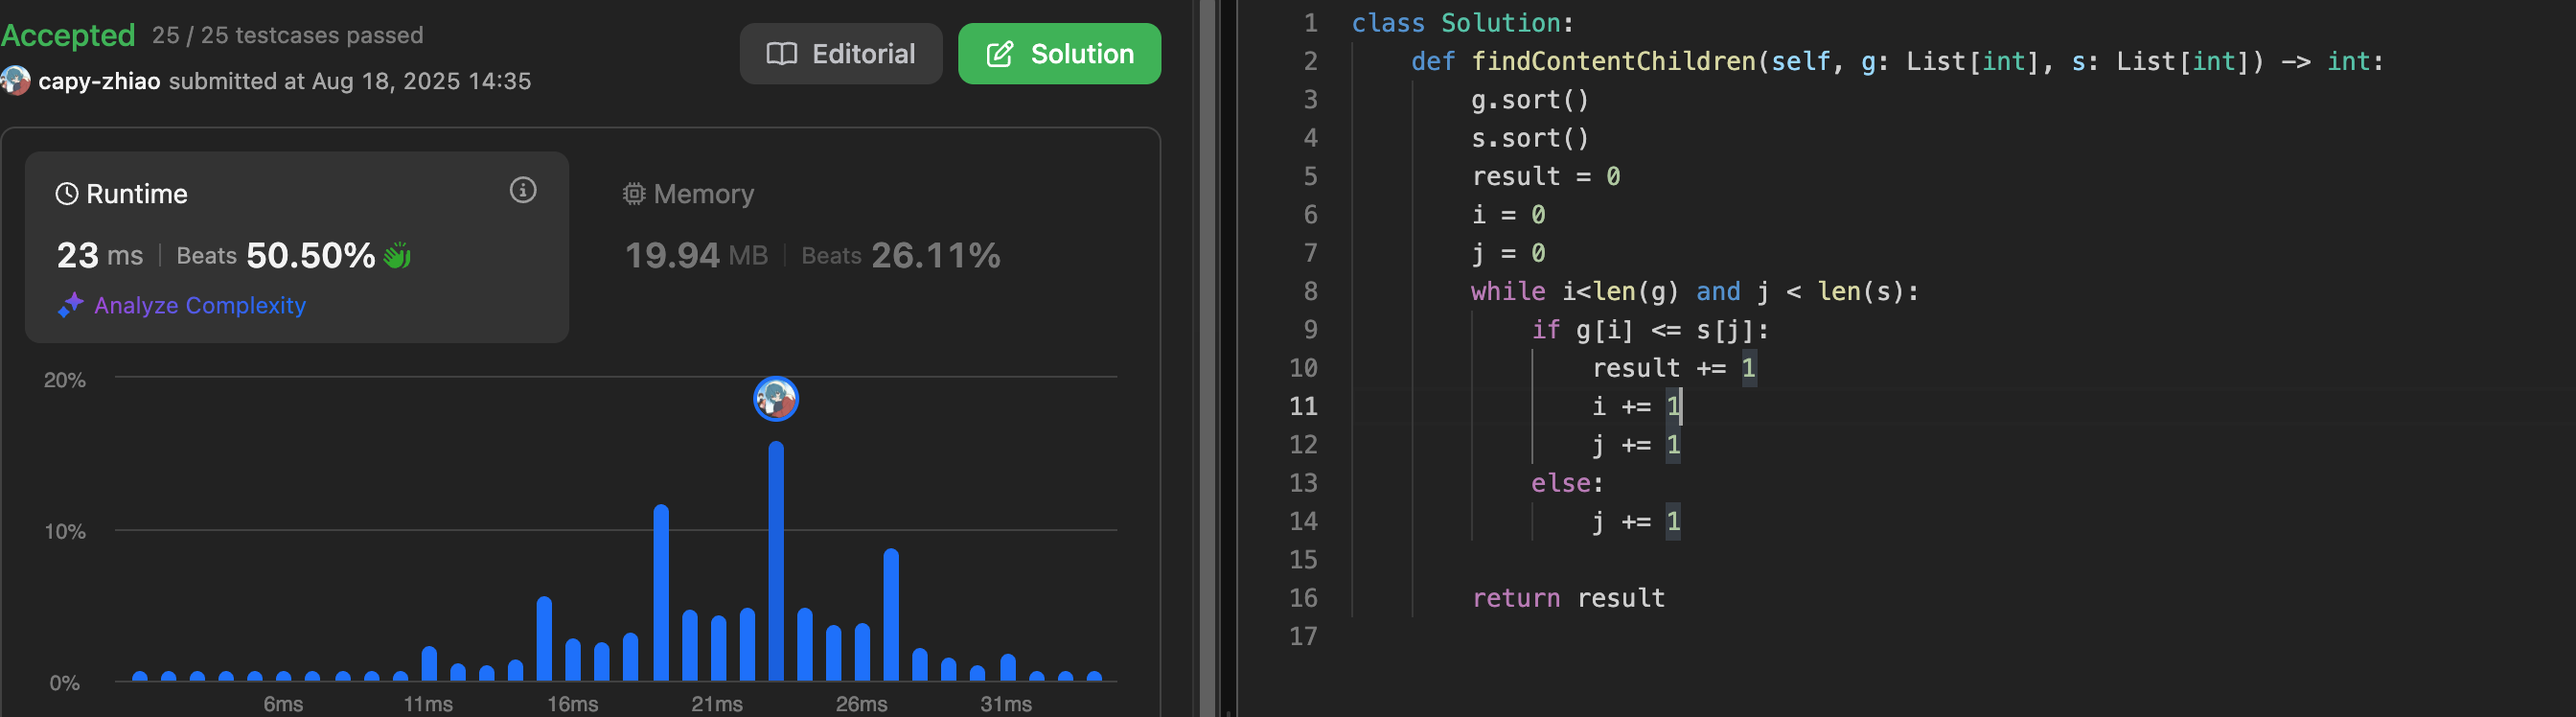 Accepted 25 / 25 testcases passed
capy-zhiao submitted at Aug 18, 2025 14:35
Editorial
Solution
Runtime
23 ms | Beats 50.50%
Analyze Complexity
Memory
19.94 MB | Beats 26.11%
20%
10%
0%
6ms 11ms 16ms 21ms 26ms 31ms
1 class Solution:
2     def findContentChildren(self, g: List[int], s: List[int]) -> int:
3         g.sort()
4         s.sort()
5         result = 0
6         i = 0
7         j = 0
8         while i<len(g) and j < len(s):
9             if g[i] <= s[j]:
10                 result += 1
11                 i += 1
12                 j += 1
13             else:
14                 j += 1
15
16         return result
17